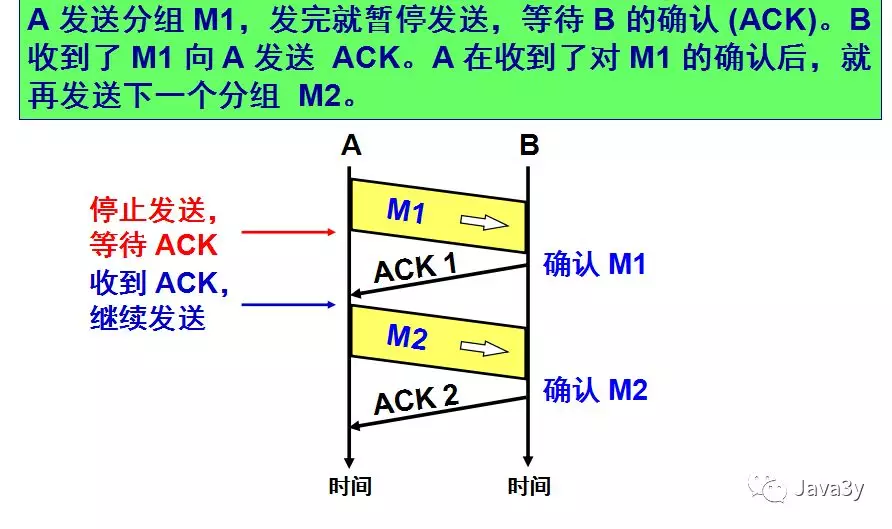 A 发送分组 M1，发完就暂停发送，等待 B 的确认 (ACK)。B
收到了 M1 向 A 发送 ACK。A 在收到了对 M1 的确认后，就
再发送下一个分组 M2。
A
B
停止发送，
等待 ACK
M1
ACK 1
确认 M1
收到 ACK，
继续发送
M2
ACK 2
确认 M2
时间
时间
Java3y